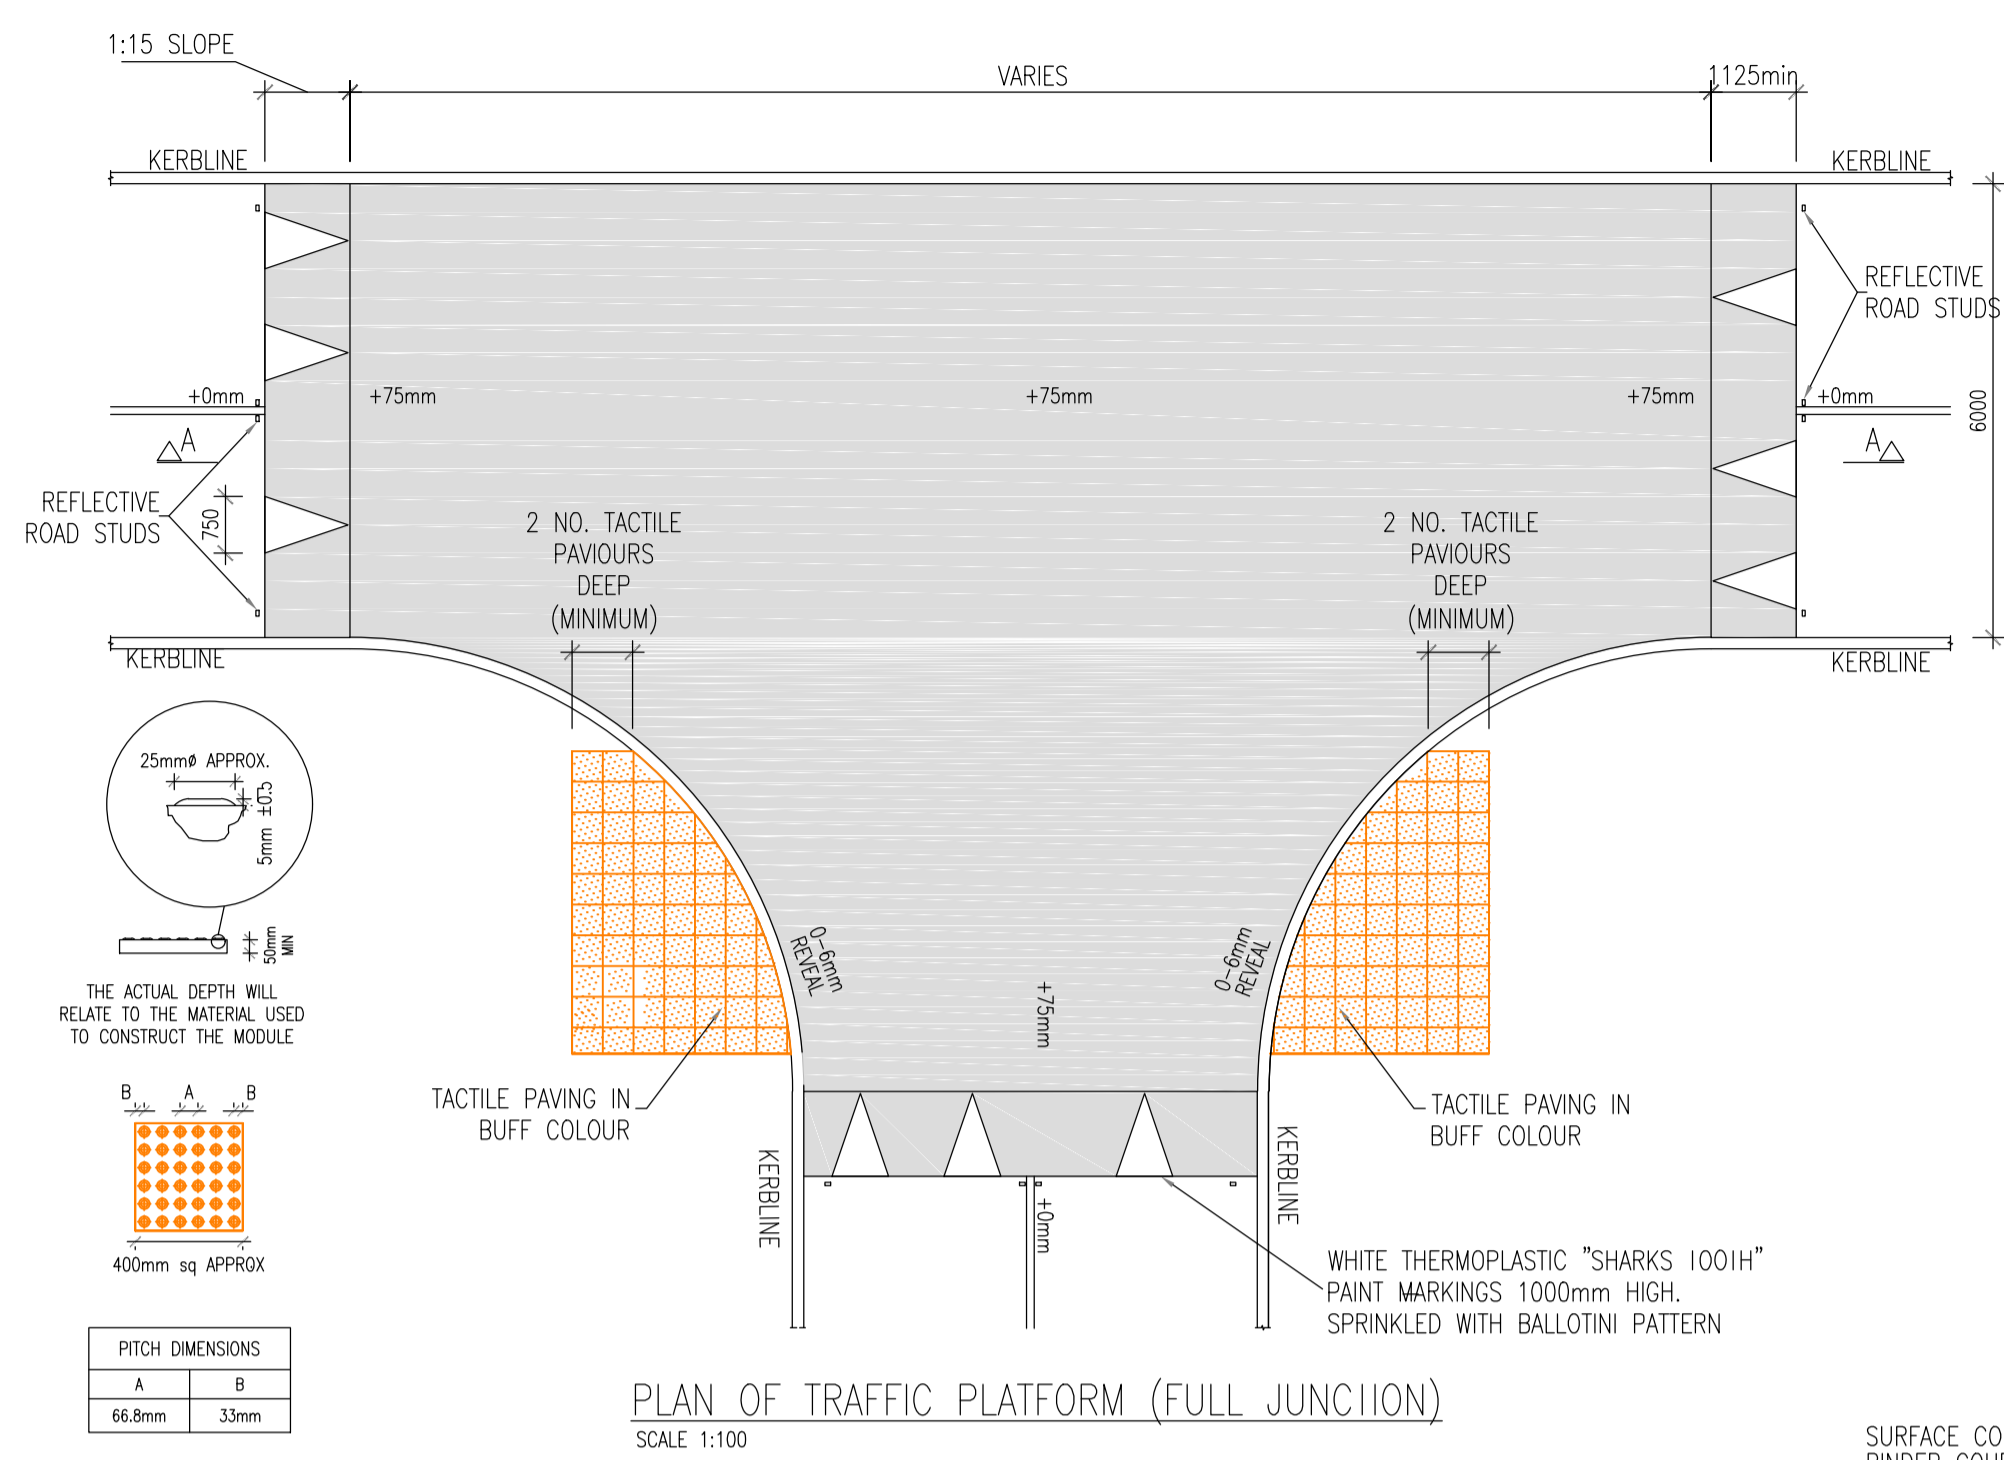 1:15 SLOPE
VARIES
1125min
KERBLINE
KERBLINE
REFLECTIVE
ROAD STUDS
+0mm
+75mm
+75mm
+75mm
+0mm
6000
A
A
REFLECTIVE
ROAD STUDS
750
2 NO. TACTILE
PAVIOURS
DEEP
(MINIMUM)
2 NO. TACTILE
PAVIOURS
DEEP
(MINIMUM)
KERBLINE
KERBLINE
25mmø APPROX.
5mm ±0.5
50mm
MIN
THE ACTUAL DEPTH WILL
RELATE TO THE MATERIAL USED
TO CONSTRUCT THE MODULE
0-6mm
REVEAL
0-6mm
REVEAL
+75mm
B A B
400mm sq APPROX
TACTILE PAVING IN
BUFF COLOUR
TACTILE PAVING IN
BUFF COLOUR
KERBLINE
KERBLINE
+0mm
WHITE THERMOPLASTIC "SHARKS 1001H"
PAINT MARKINGS 1000mm HIGH.
SPRINKLED WITH BALLOTINI PATTERN
PITCH DIMENSIONS
A B
66.8mm 33mm
PLAN OF TRAFFIC PLATFORM (FULL JUNCIION)
SCALE 1:100
SURFACE CO